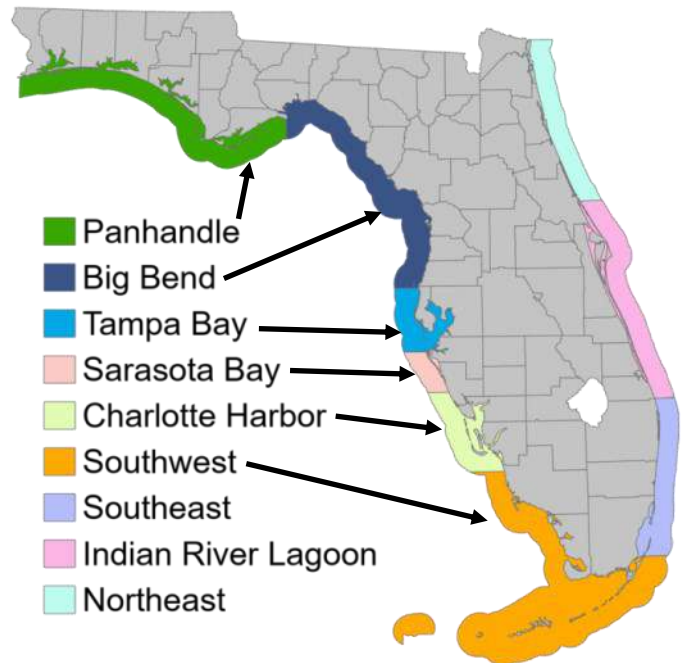 Panhandle
Big Bend
Tampa Bay
Sarasota Bay
Charlotte Harbor
Southwest
Southeast
Indian River Lagoon
Northeast